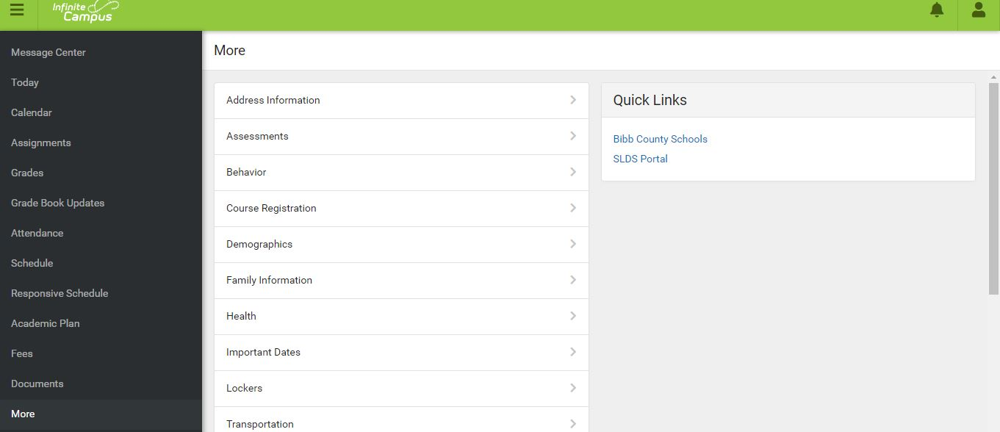 Infinite
Campus
Message Center
Today
Calendar
Assignments
Grades
Grade Book Updates
Attendance
Schedule
Responsive Schedule
Academic Plan
Fees
Documents
More
More
Address Information
Assessments
Behavior
Course Registration
Demographics
Family Information
Health
Important Dates
Lockers
Transportation
Quick Links
Bibb County Schools
SLDS Portal